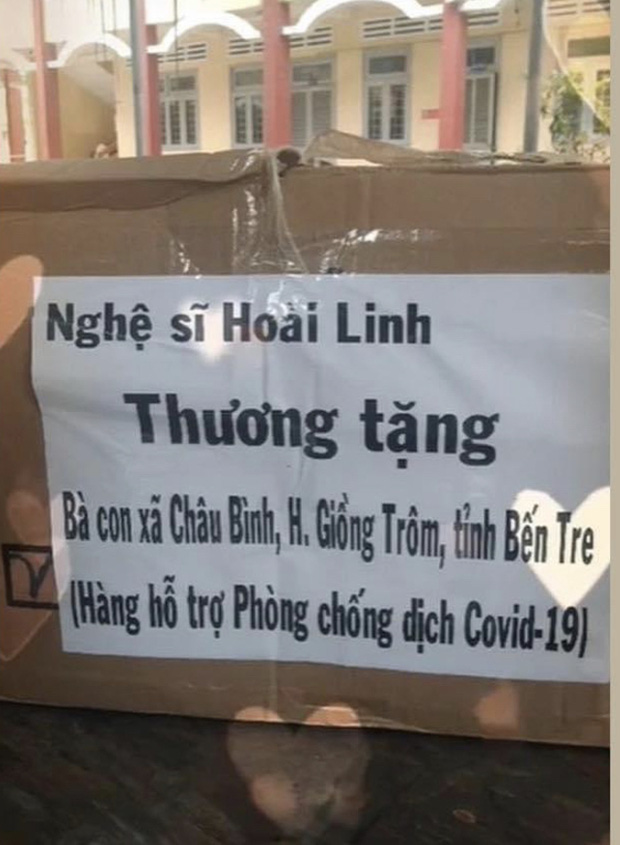 Nghệ sĩ Hoài Linh
Thương tặng
Bà con xã Châu Bình, H. Giồng Trôm, tỉnh Bến Tre
(Hàng hỗ trợ Phòng chống dịch Covid-19)